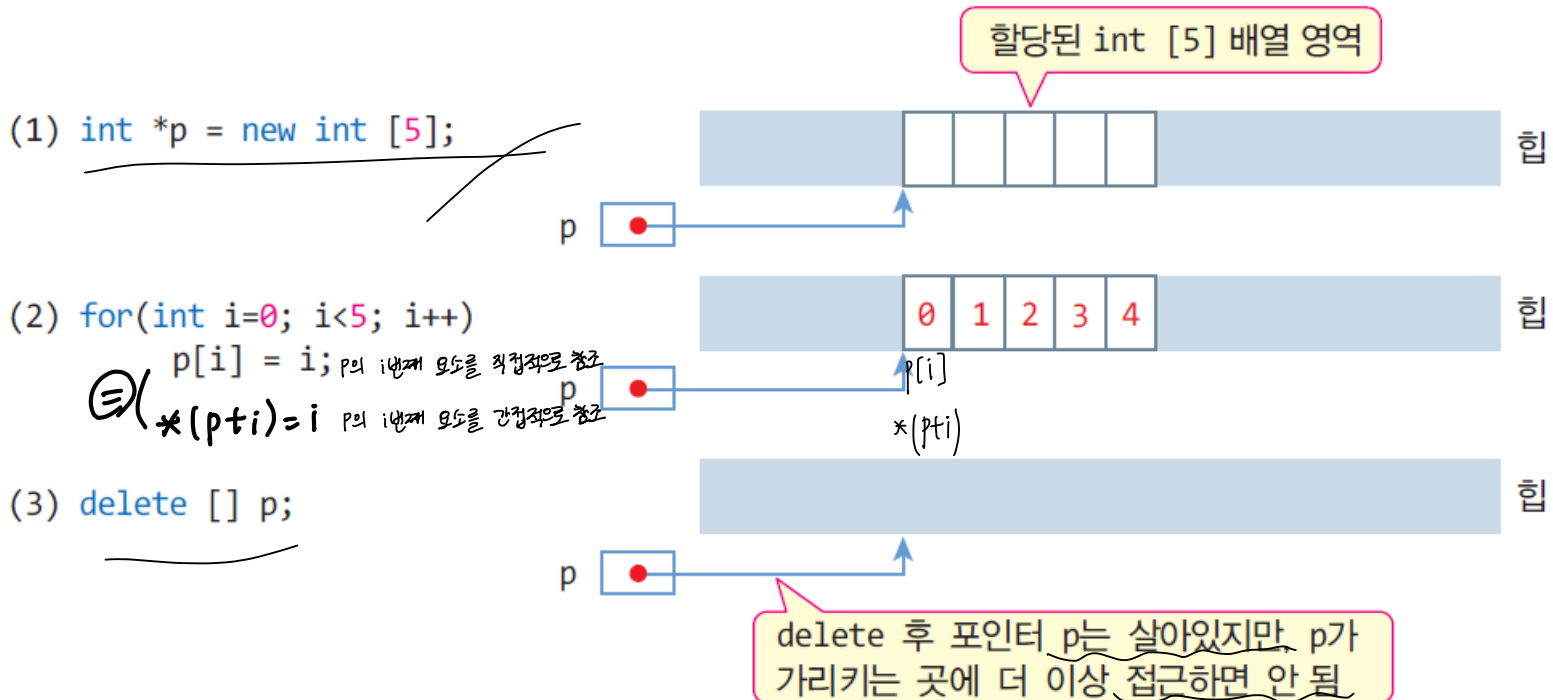 할당된 int [5] 배열 영역
(1) int *p = new int [5];
힙
p
(2) for(int i=0; i<5; i++)
0 1 2 3 4
힙
p[i] = i; p의 i번째 요소를 직접적으로 참조
p
p[i]
≡( *(p+i)=i p의 i번째 요소를 간접적으로 참조
*(p+i)
(3) delete [] p;
힙
p
delete 후 포인터 p는 살아있지만, p가
가리키는 곳에 더 이상 접근하면 안 됨